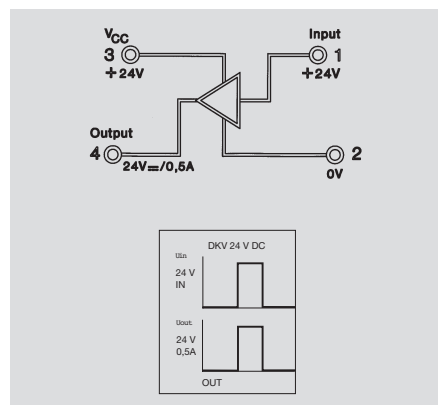 V_CC
3
+24V
Input
1
+24V
Output
4
24V=/0,5A
2
0V
DKV 24 V DC
Uin
24 V
IN
Uout
24 V
0,5A
OUT